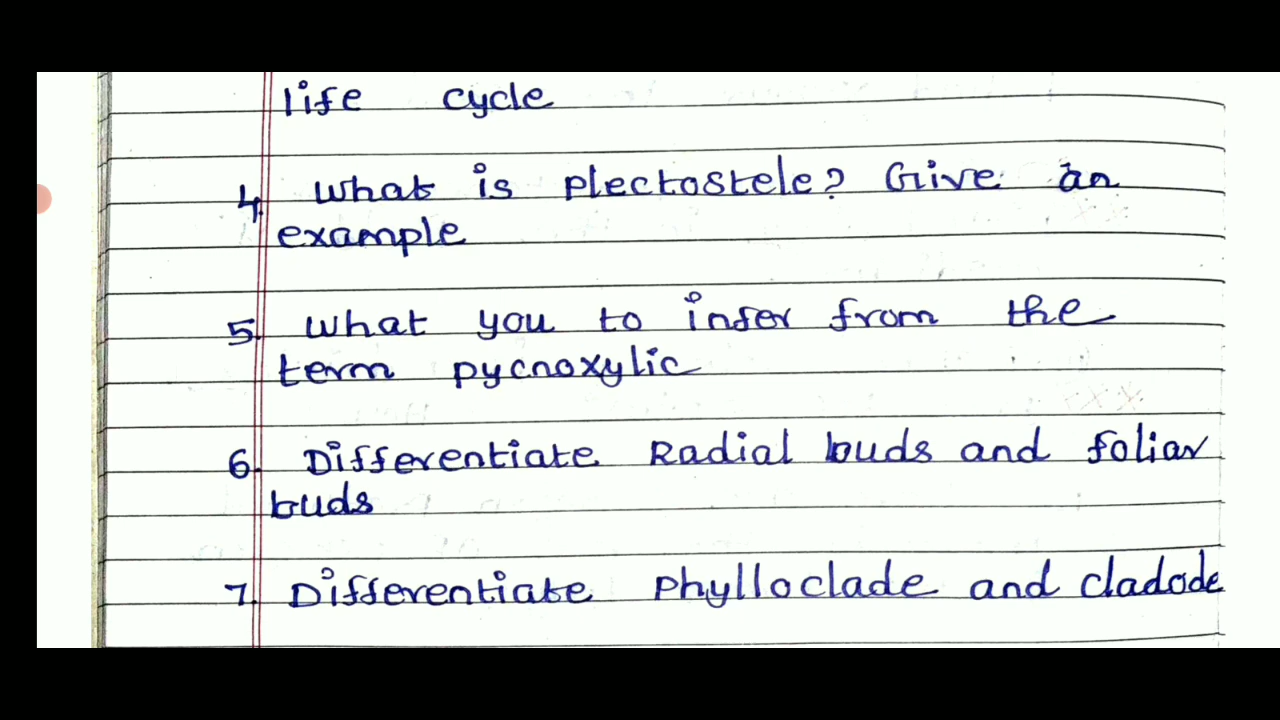 life cycle
4. What is plectostele? Give an
example
5. What you to infer from the
term pycnoxylic
6. Differentiate Radial buds and foliar
buds
7. Differentiate Phylloclade and cladode